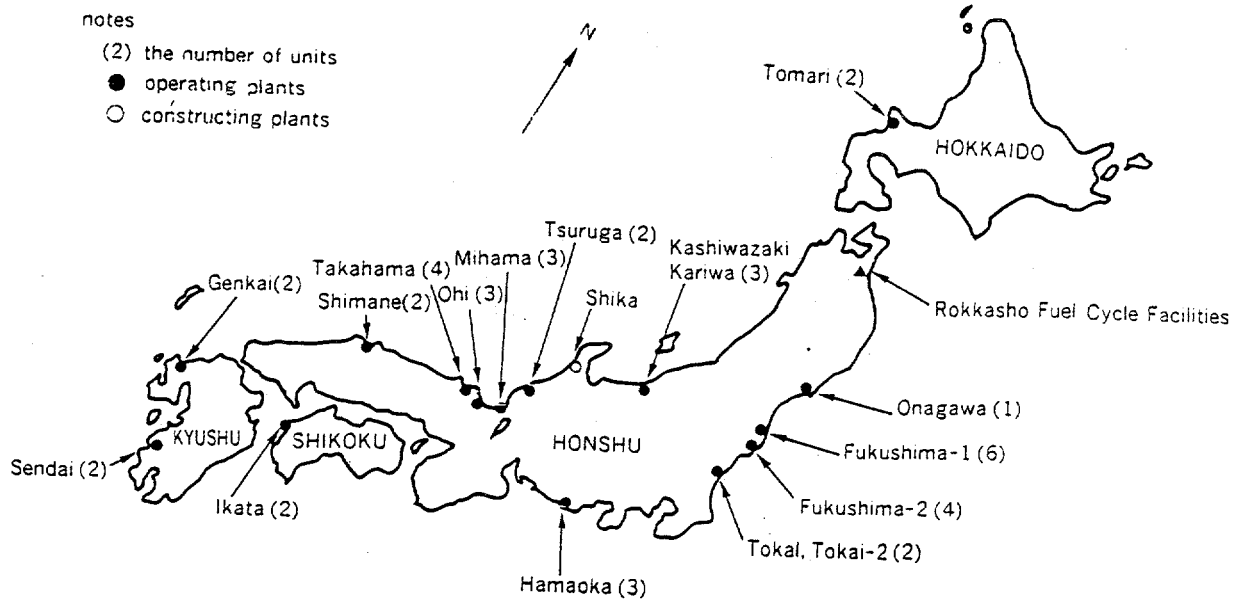 notes
(2) the number of units
● operating plants
○ constructing plants
N
Tomari (2)
HOKKAIDO
Tsuruga (2)
Mihama (3)
Kashiwazaki
Kariwa (3)
Takahama (4)
Genkai(2)
Shimane(2)
Ohi (3)
Shika
Rokkasho Fuel Cycle Facilities
Onagawa (1)
KYUSHU
SHIKOKU
HONSHU
Fukushima-1 (6)
Sendai (2)
Ikata (2)
Fukushima-2 (4)
Tokal, Tokai-2 (2)
Hamaoka (3)